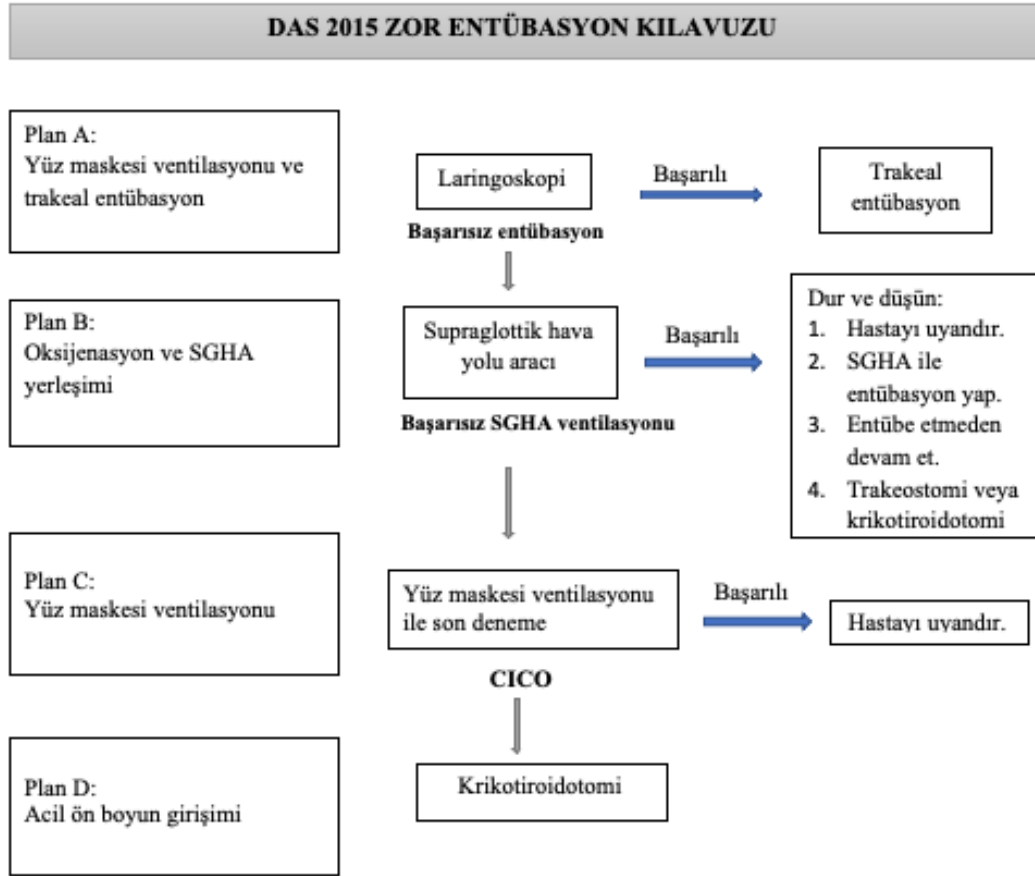 DAS 2015 ZOR ENTÜBASYON KILAVUZU
Plan A:
Yüz maskesi ventilasyonu ve
trakeal entübasyon
Laringoskopi
Başarılı
Trakeal
entübasyon
Başarısız entübasyon
Plan B:
Oksijenasyon ve SGHA
yerleşimi
Supraglottik hava
yolu aracı
Başarılı
Dur ve düşün:
1. Hastayı uyandır.
2. SGHA ile
entübasyon yap.
3. Entübe etmeden
devam et.
4. Trakeostomi veya
krikotiroidotomi
Başarısız SGHA ventilasyonu
Plan C:
Yüz maskesi ventilasyonu
Yüz maskesi ventilasyonu
ile son deneme
Başarılı
Hastayı uyandır.
CICO
Plan D:
Acil ön boyun girişimi
Krikotiroidotomi